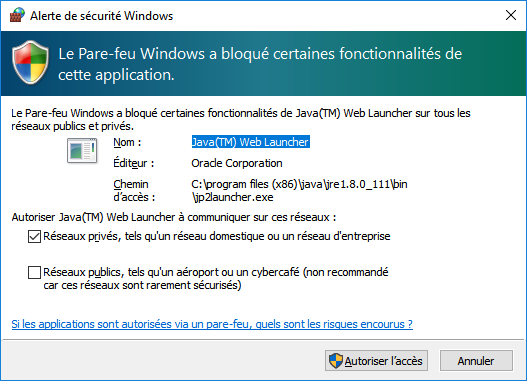 Alerte de sécurité Windows
Le Pare-feu Windows a bloqué certaines fonctionnalités de
cette application.
Le Pare-feu Windows a bloqué certaines fonctionnalités de Java(TM) Web Launcher sur tous les
réseaux publics et privés.
Nom : Java(TM) Web Launcher
Éditeur : Oracle Corporation
Chemin C:\program files (x86)\java\jre1.8.0_111\bin
d'accès : \jp2launcher.exe
Autoriser Java(TM) Web Launcher à communiquer sur ces réseaux :
Réseaux privés, tels qu'un réseau domestique ou un réseau d'entreprise
Réseaux publics, tels qu'un aéroport ou un cybercafé (non recommandé
car ces réseaux sont rarement sécurisés)
Si les applications sont autorisées via un pare-feu, quels sont les risques encourus ?
Autoriser l'accès Annuler